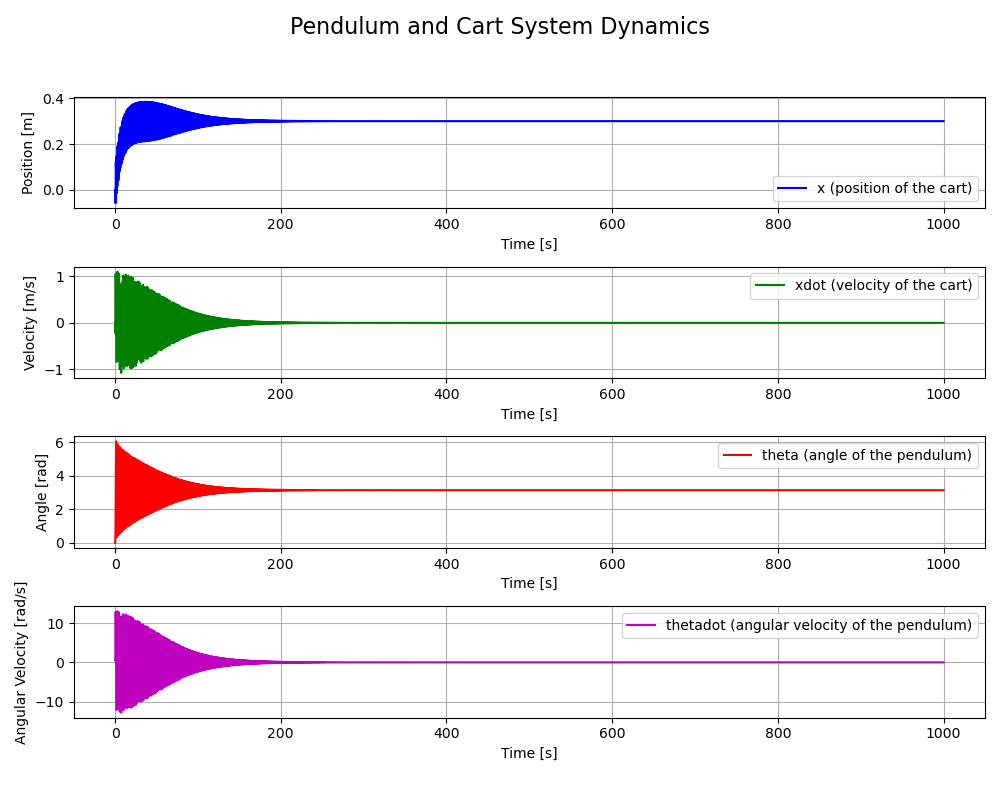 Pendulum and Cart System Dynamics
0.4
0.2
0.0
Position [m]
x (position of the cart)
0 200 400 600 800 1000
Time [s]
1
0
−1
Velocity [m/s]
xdot (velocity of the cart)
0 200 400 600 800 1000
Time [s]
6
4
2
0
Angle [rad]
theta (angle of the pendulum)
0 200 400 600 800 1000
Time [s]
10
0
−10
Angular Velocity [rad/s]
thetadot (angular velocity of the pendulum)
0 200 400 600 800 1000
Time [s]